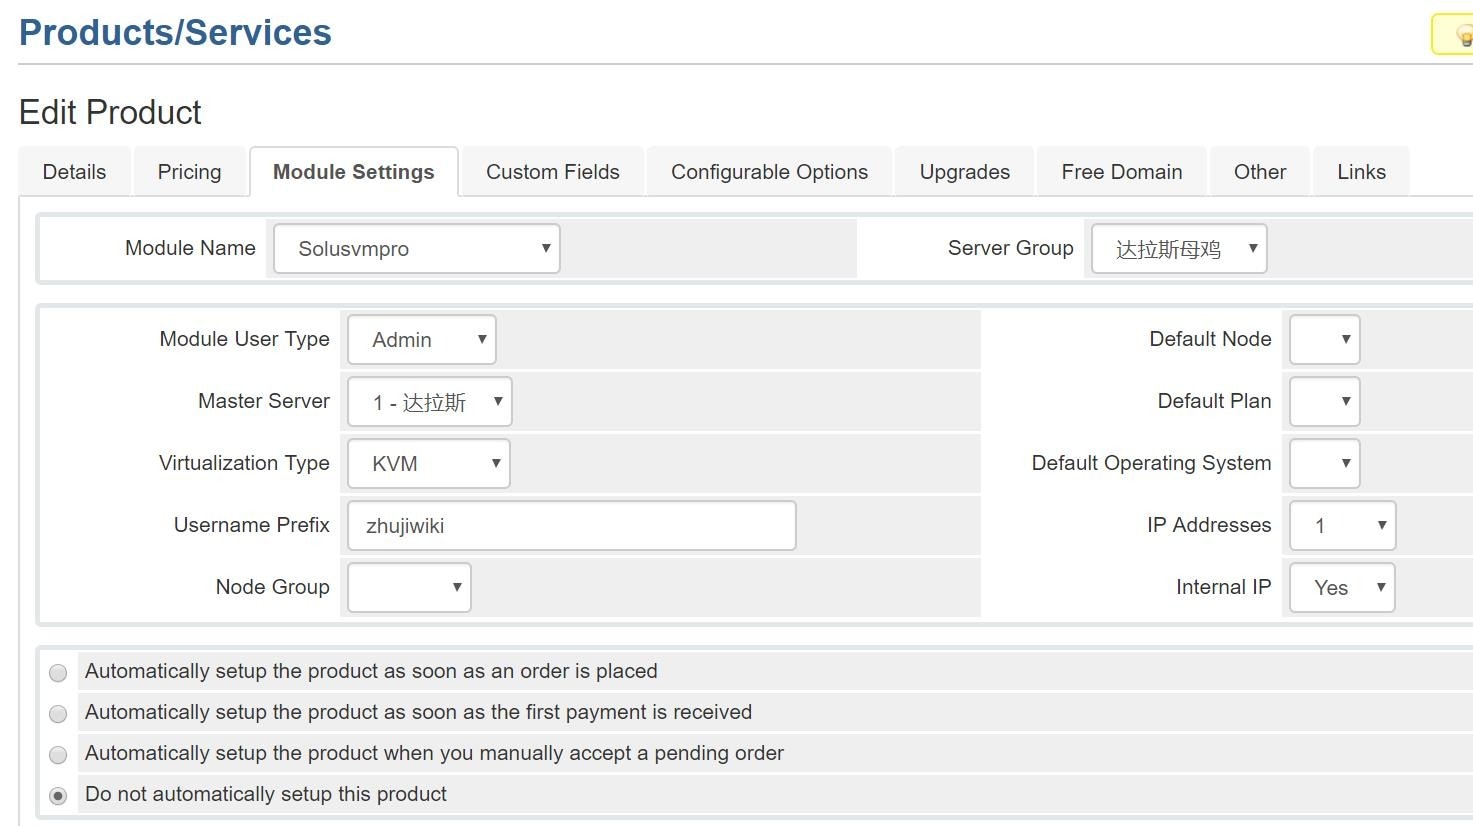 Products/Services
Edit Product
Details Pricing Module Settings Custom Fields Configurable Options Upgrades Free Domain Other Links
Module Name Solusvmpro Server Group 达拉斯母鸡
Module User Type Admin Default Node
Master Server 1 - 达拉斯 Default Plan
Virtualization Type KVM Default Operating System
Username Prefix zhujiwiki IP Addresses 1
Node Group Internal IP Yes
Automatically setup the product as soon as an order is placed
Automatically setup the product as soon as the first payment is received
Automatically setup the product when you manually accept a pending order
Do not automatically setup this product